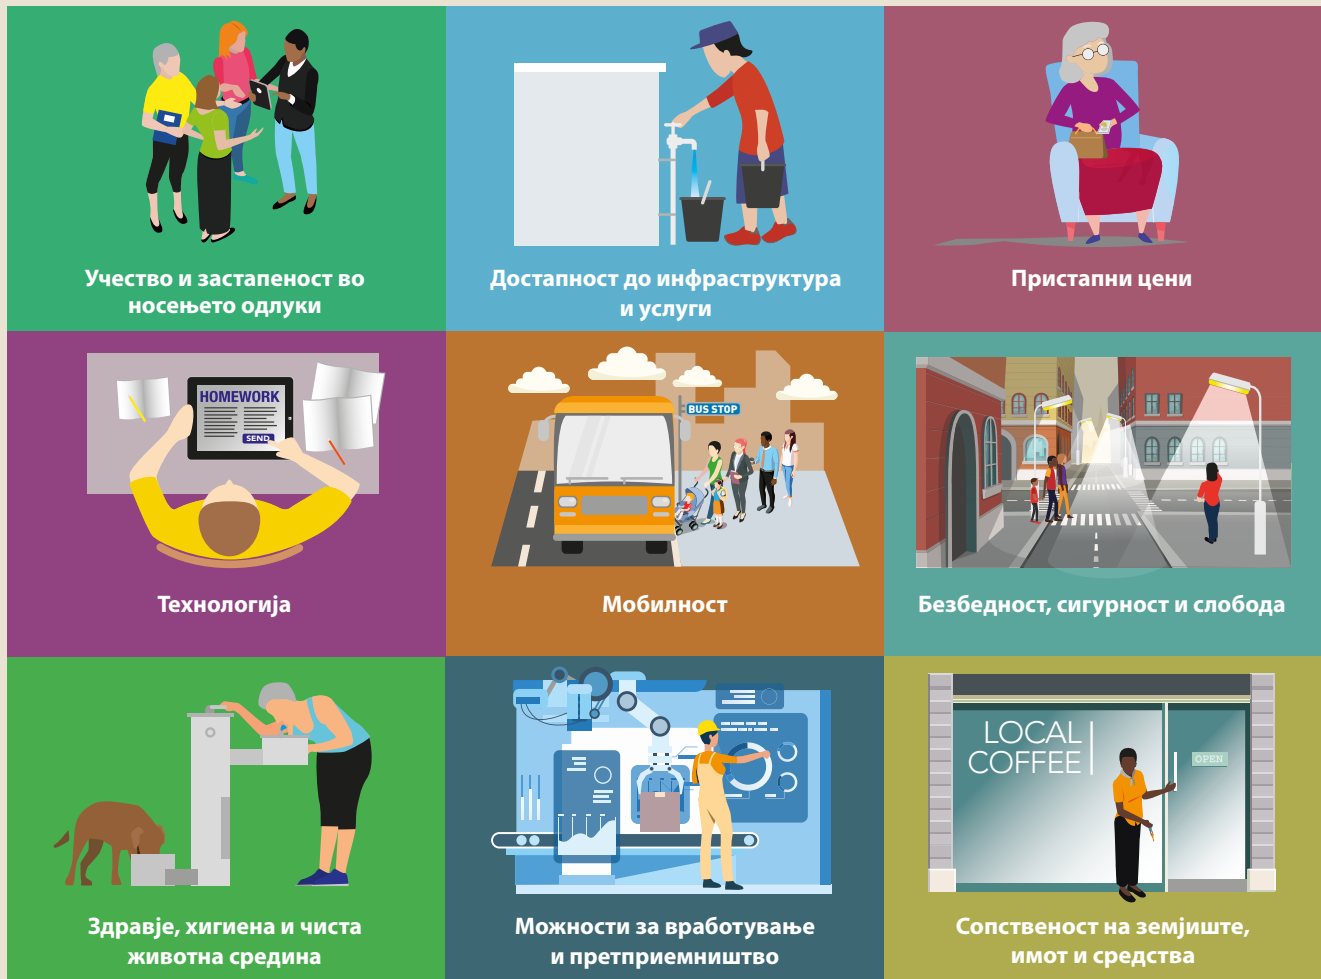 Учество и застапеност во
носењето одлуки
Достапност до инфраструктура
и услуги
Пристапни цени
HOMEWORK
SEND
Технологија
BUS STOP
Мобилност
Безбедност, сигурност и слобода
Здравје, хигиена и чиста
животна средина
Можности за вработување
и претприемништво
LOCAL
COFFEE
OPEN
Сопственост на земјиште,
имот и средства